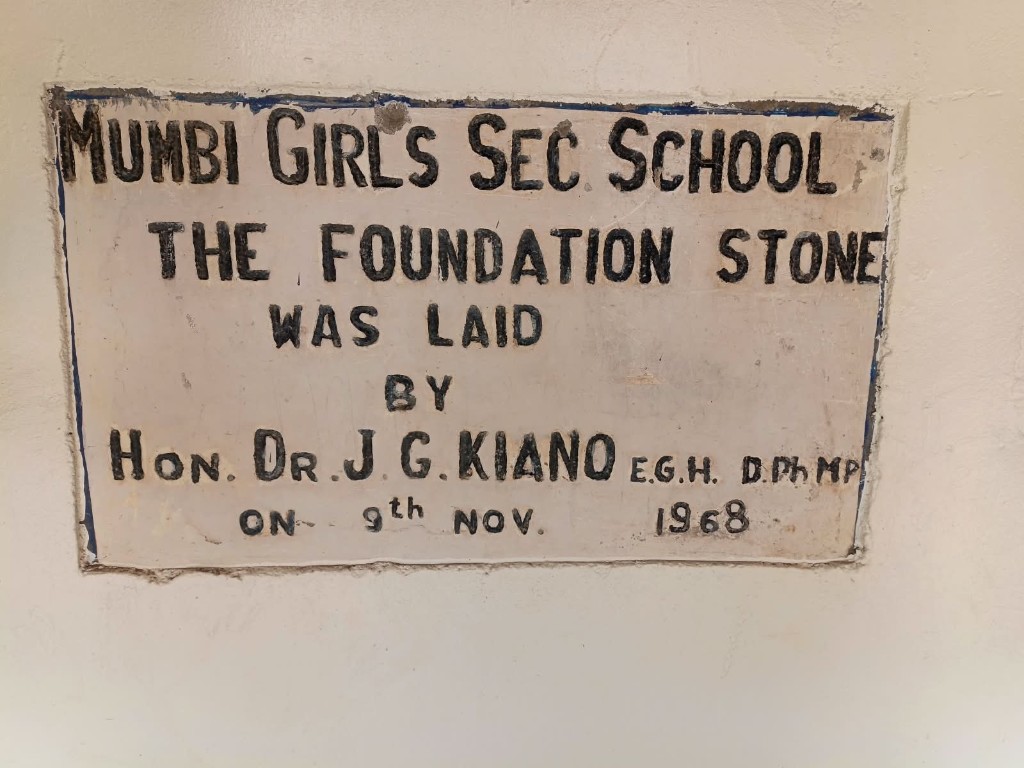 MUMBI GIRLS SEC SCHOOL
THE FOUNDATION STONE
WAS LAID
BY
HON. DR. J. G. KIANO E.G.H. D.Ph MP
ON 9th NOV. 1968